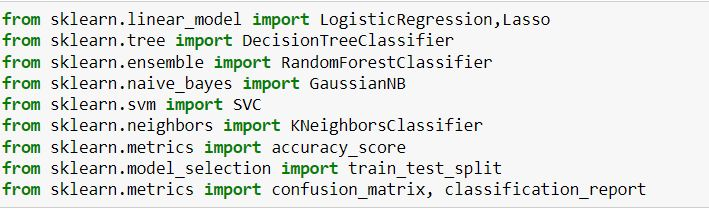 from sklearn.linear_model import LogisticRegression,Lasso
from sklearn.tree import DecisionTreeClassifier
from sklearn.ensemble import RandomForestClassifier
from sklearn.naive_bayes import GaussianNB
from sklearn.svm import SVC
from sklearn.neighbors import KNeighborsClassifier
from sklearn.metrics import accuracy_score
from sklearn.model_selection import train_test_split
from sklearn.metrics import confusion_matrix, classification_report